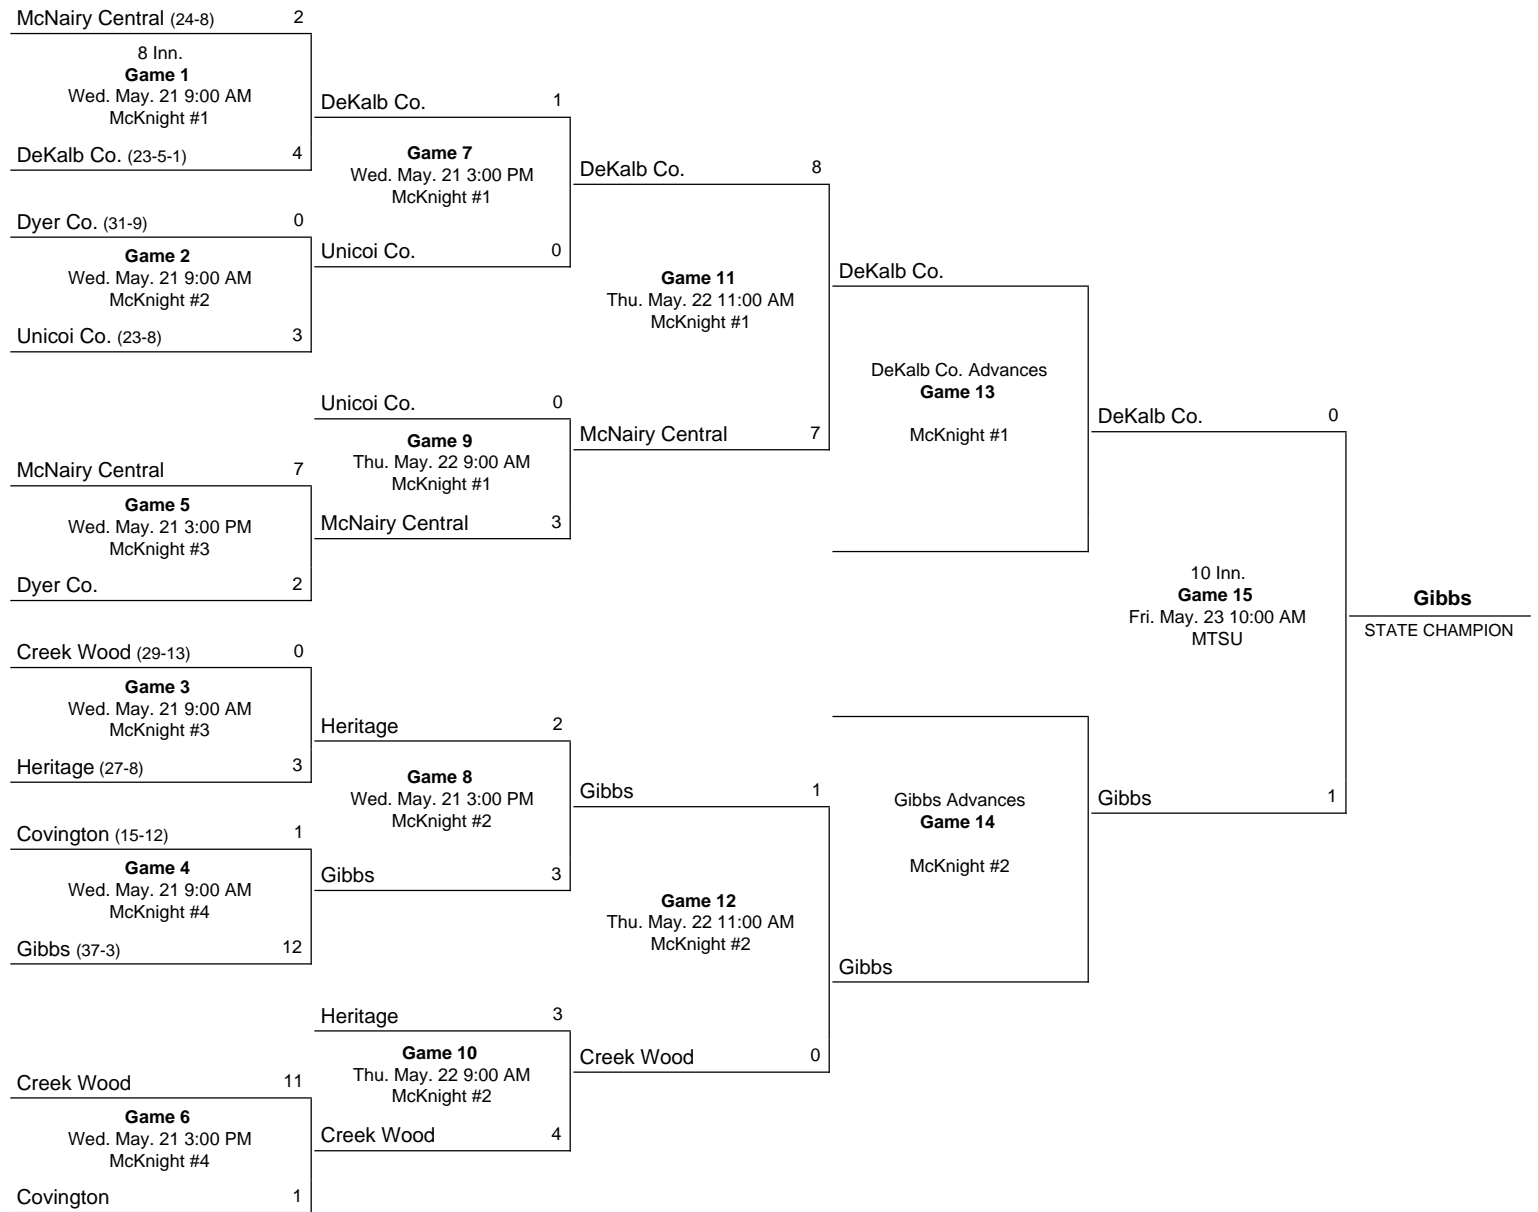 McNairy Central (24-8) 2
8 Inn.
Game 1
Wed. May. 21 9:00 AM
McKnight #1
DeKalb Co. (23-5-1) 4
Dyer Co. (31-9) 0
Game 2
Wed. May. 21 9:00 AM
McKnight #2
Unicoi Co. (23-8) 3
McNairy Central 7
Game 5
Wed. May. 21 3:00 PM
McKnight #3
Dyer Co. 2
Creek Wood (29-13) 0
Game 3
Wed. May. 21 9:00 AM
McKnight #3
Heritage (27-8) 3
Covington (15-12) 1
Game 4
Wed. May. 21 9:00 AM
McKnight #4
Gibbs (37-3) 12
Creek Wood 11
Game 6
Wed. May. 21 3:00 PM
McKnight #4
Covington 1
DeKalb Co. 1
Game 7
Wed. May. 21 3:00 PM
McKnight #1
Unicoi Co. 0
Unicoi Co. 0
Game 9
Thu. May. 22 9:00 AM
McKnight #1
McNairy Central 3
Heritage 2
Game 8
Wed. May. 21 3:00 PM
McKnight #2
Gibbs 3
Heritage 3
Game 10
Thu. May. 22 9:00 AM
McKnight #2
Creek Wood 4
DeKalb Co. 8
Game 11
Thu. May. 22 11:00 AM
McKnight #1
McNairy Central 7
Gibbs 1
Game 12
Thu. May. 22 11:00 AM
McKnight #2
Creek Wood 0
DeKalb Co.
DeKalb Co. Advances
Game 13
McKnight #1
Gibbs Advances
Game 14
McKnight #2
Gibbs
DeKalb Co. 0
10 Inn.
Game 15
Fri. May. 23 10:00 AM
MTSU
Gibbs 1
Gibbs
STATE CHAMPION